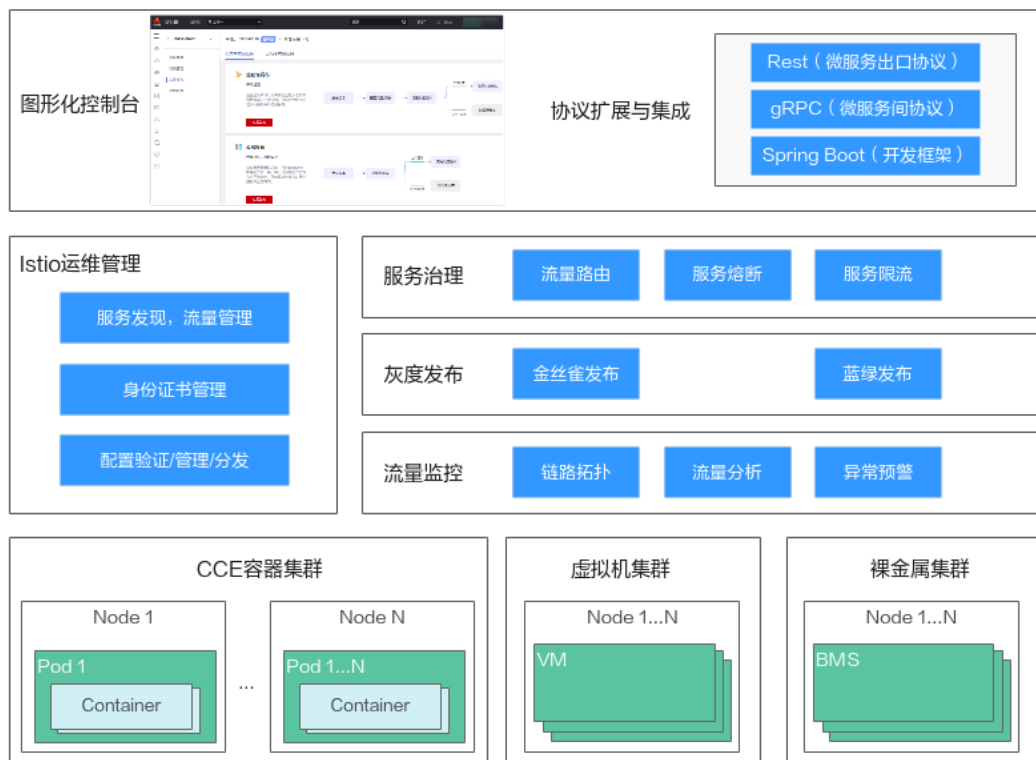 图形化控制台
协议扩展与集成
Rest（微服务出口协议）
gRPC（微服务间协议）
Spring Boot（开发框架）
Istio运维管理
服务发现，流量管理
身份证书管理
配置验证/管理/分发
服务治理
流量路由
服务熔断
服务限流
灰度发布
金丝雀发布
蓝绿发布
流量监控
链路拓扑
流量分析
异常预警
CCE容器集群
Node 1
Pod 1
Container
...
Node N
Pod 1...N
Container
虚拟机集群
Node 1...N
VM
裸金属集群
Node 1...N
BMS